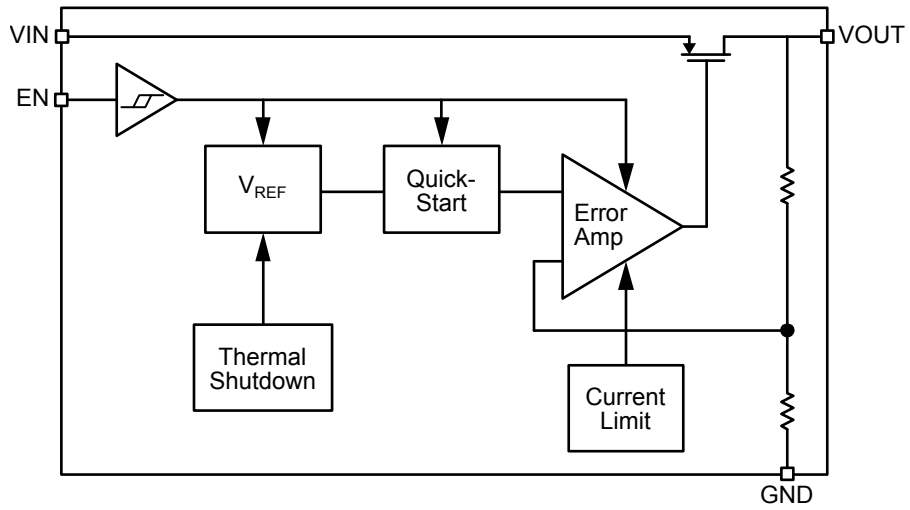 VIN
VOUT
EN
VREF
Quick-
Start
Error
Amp
Thermal
Shutdown
Current
Limit
GND